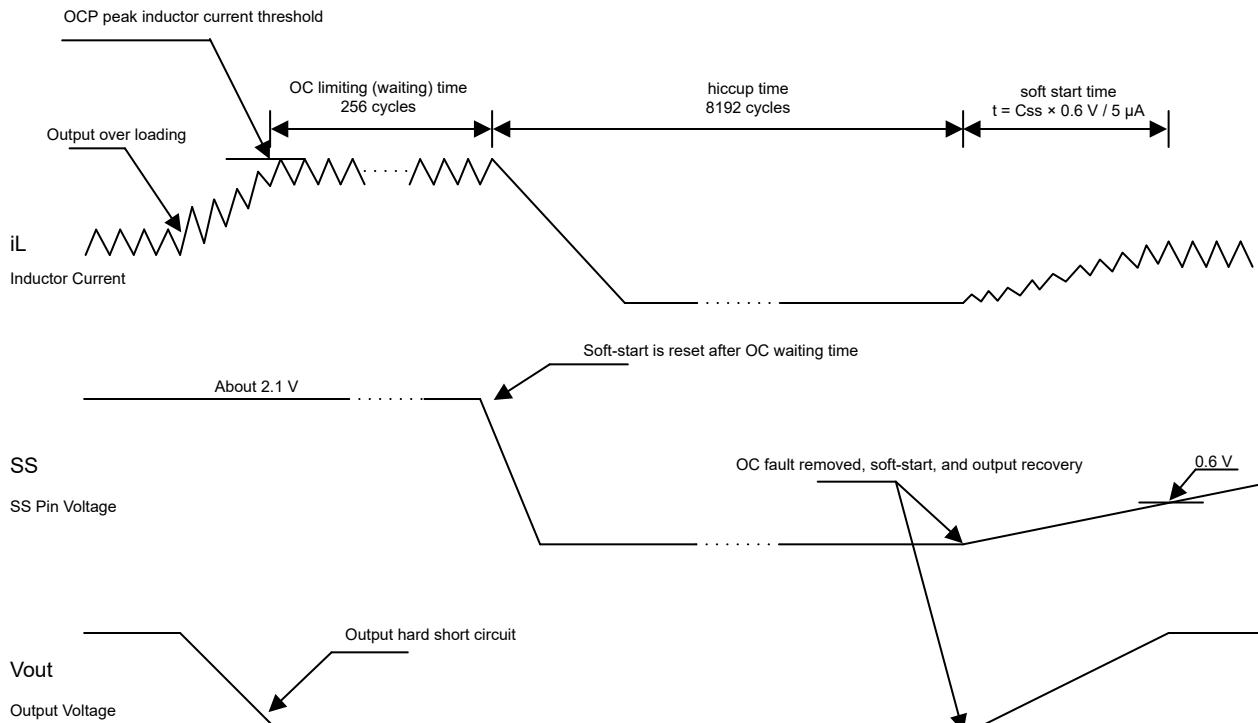 OCP peak inductor current threshold
OC limiting (waiting) time
256 cycles
hiccup time
8192 cycles
soft start time
t = Css × 0.6 V / 5 µA
Output over loading
iL
Inductor Current
Soft-start is reset after OC waiting time
About 2.1 V
SS
SS Pin Voltage
OC fault removed, soft-start, and output recovery
0.6 V
Output hard short circuit
Vout
Output Voltage